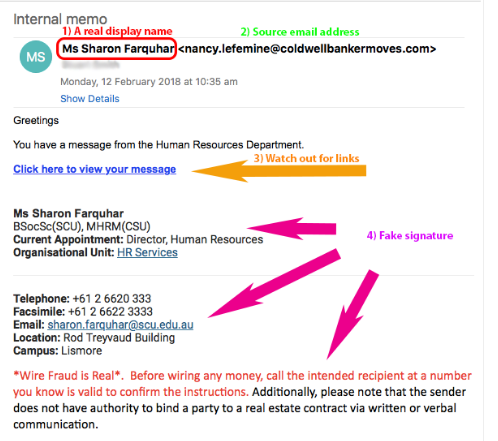 Internal memo
1) A real display name
2) Source email address
MS
Ms Sharon Farquhar <nancy.lefemine@coldwellbankermoves.com>
Monday, 12 February 2018 at 10:35 am
Show Details
Greetings
You have a message from the Human Resources Department.
3) Watch out for links
Click here to view your message
Ms Sharon Farquhar
BSocSc(SCU), MHRM(CSU)
4) Fake signature
Current Appointment: Director, Human Resources
Organisational Unit: HR Services
Telephone: +61 2 6620 333
Facsimile: +61 2 6622 3333
Email: sharon.farquhar@scu.edu.au
Location: Rod Treyvaud Building
Campus: Lismore
*Wire Fraud is Real*. Before wiring any money, call the intended recipient at a number
you know is valid to confirm the instructions. Additionally, please note that the sender
does not have authority to bind a party to a real estate contract via written or verbal
communication.